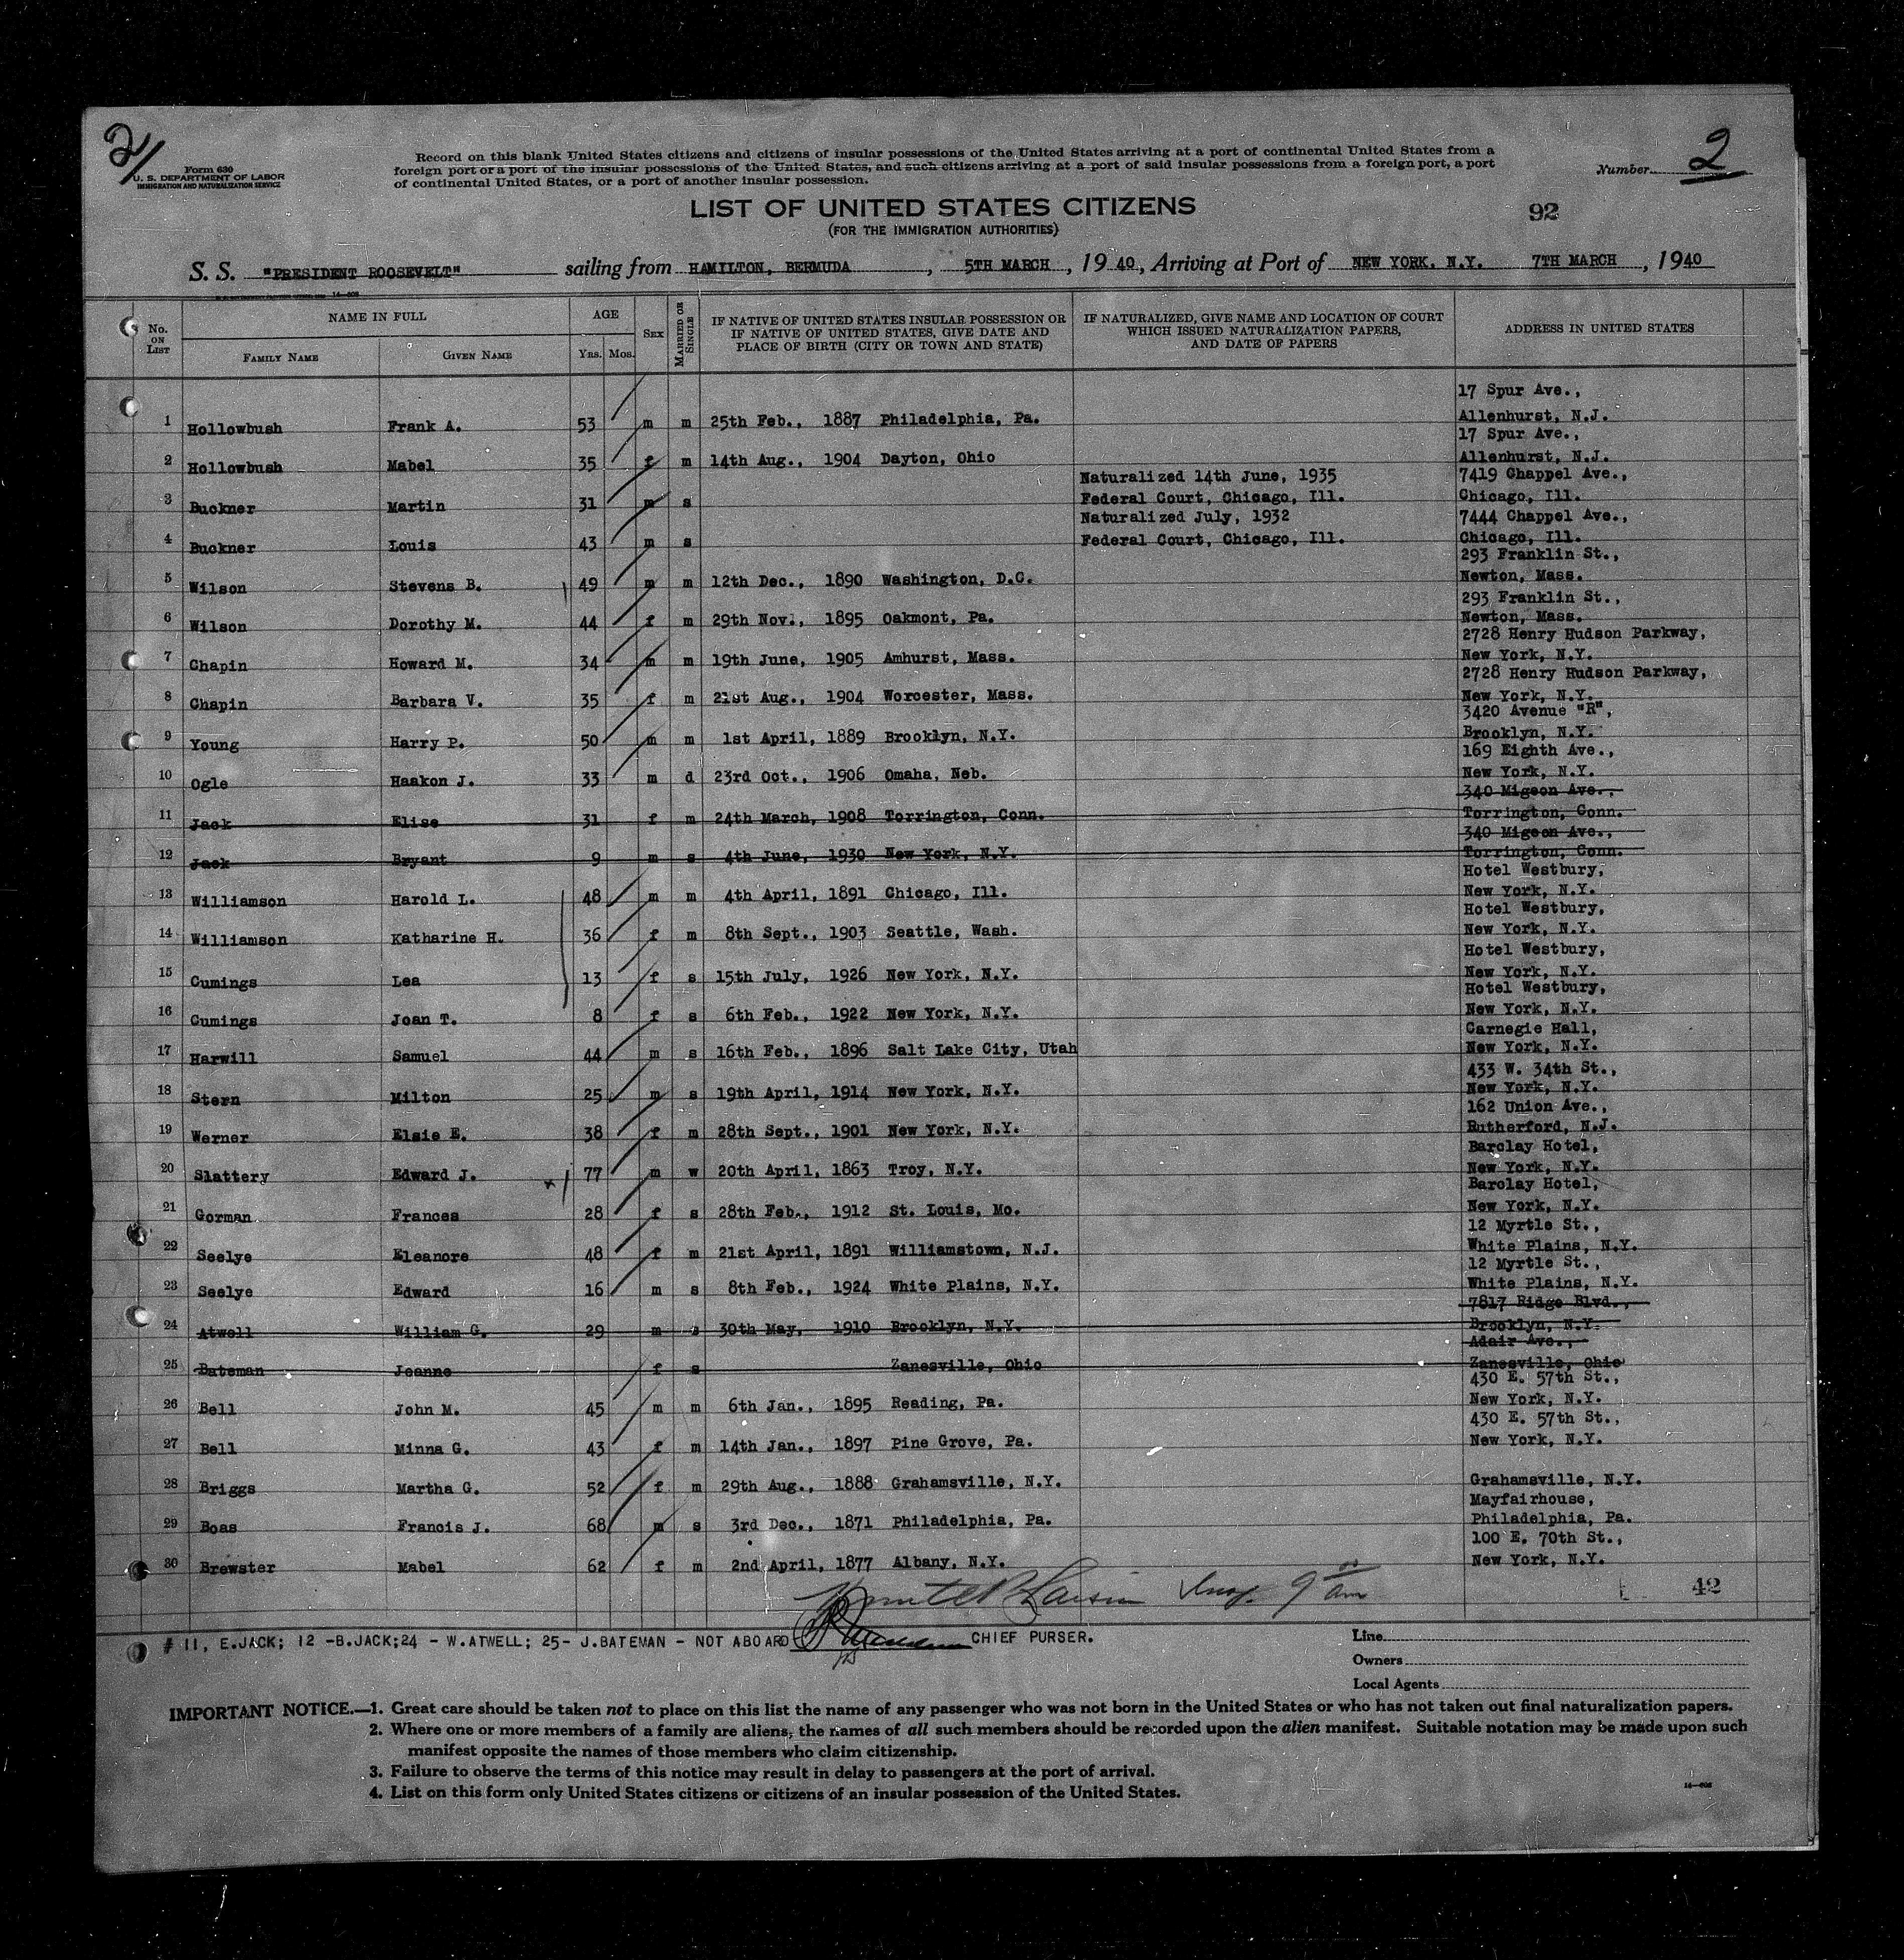 2/
Form 630
U. S. DEPARTMENT OF LABOR
IMMIGRATION AND NATURALIZATION SERVICE
Record on this blank United States citizens and citizens of insular possessions of the United States arriving at a port of continental United States from a
foreign port or a port of the insular possessions of the United States, and such citizens arriving at a port of said insular possessions from a foreign port, a port
of continental United States, or a port of another insular possession.
Number 2
LIST OF UNITED STATES CITIZENS
(FOR THE IMMIGRATION AUTHORITIES)
92
S. S. "PRESIDENT ROOSEVELT" sailing from HAMILTON, BERMUDA, 5TH MARCH, 1940, Arriving at Port of NEW YORK. N.Y. 7TH MARCH, 1940
No. ON LIST
NAME IN FULL
FAMILY NAME GIVEN NAME
AGE
Yrs. Mos.
SEX
MARRIED OR SINGLE
IF NATIVE OF UNITED STATES INSULAR POSSESSION OR
IF NATIVE OF UNITED STATES, GIVE DATE AND
PLACE OF BIRTH (CITY OR TOWN AND STATE)
IF NATURALIZED, GIVE NAME AND LOCATION OF COURT
WHICH ISSUED NATURALIZATION PAPERS,
AND DATE OF PAPERS
ADDRESS IN UNITED STATES
17 Spur Ave.,
1 Hollowbush Frank A. 53 m m 25th Feb., 1887 Philadelphia, Pa. Allenhurst, N.J.
17 Spur Ave.,
2 Hollowbush Mabel 35 f m 14th Aug., 1904 Dayton, Ohio Allenhurst, N.J.
Naturalized 14th June, 1935 7419 Chappel Ave.,
3 Buckner Martin 31 m s Federal Court, Chicago, Ill. Chicago, Ill.
Naturalized July, 1932 7444 Chappel Ave.,
4 Buckner Louis 43 m s Federal Court, Chicago, Ill. Chicago, Ill.
293 Franklin St.,
5 Wilson Stevens B. 49 m m 12th Dec., 1890 Washington, D.C. Newton, Mass.
293 Franklin St.,
6 Wilson Dorothy M. 44 f m 29th Nov., 1895 Oakmont, Pa. Newton, Mass.
2728 Henry Hudson Parkway,
7 Chapin Howard M. 34 m m 19th June, 1905 Amhurst, Mass. New York, N.Y.
2728 Henry Hudson Parkway,
8 Chapin Barbara V. 35 f m 21st Aug., 1904 Worcester, Mass. New York, N.Y.
3420 Avenue "R",
9 Young Harry P. 50 m m 1st April, 1889 Brooklyn, N.Y. Brooklyn, N.Y.
169 Eighth Ave.,
10 Ogle Haakon J. 33 m d 23rd Oct., 1906 Omaha, Neb. New York, N.Y.
340 Migeon Ave.,
11 Jack Elise 31 f m 24th March, 1908 Torrington, Conn. Torrington, Conn.
340 Migeon Ave.,
12 Jack Bryant 9 m s 4th June, 1930 New York, N.Y. Torrington, Conn.
Hotel Westbury,
13 Williamson Harold L. 48 m m 4th April, 1891 Chicago, Ill. New York, N.Y.
Hotel Westbury,
14 Williamson Katharine H. 36 f m 8th Sept., 1903 Seattle, Wash. New York, N.Y.
Hotel Westbury,
15 Cumings Lea 13 f s 15th July, 1926 New York, N.Y. New York, N.Y.
Hotel Westbury,
16 Cumings Joan T. 8 f s 6th Feb., 1922 New York, N.Y. New York, N.Y.
Carnegie Hall,
17 Harwill Samuel 44 m s 16th Feb., 1896 Salt Lake City, Utah New York, N.Y.
433 W. 34th St.,
18 Stern Milton 25 m s 19th April, 1914 New York, N.Y. New York, N.Y.
162 Union Ave.,
19 Werner Elsie E. 38 f m 28th Sept., 1901 New York, N.Y. Rutherford, N.J.
Barclay Hotel,
20 Slattery Edward J. x 77 m w 20th April, 1863 Troy, N.Y. New York, N.Y.
Barclay Hotel,
21 Gorman Frances 28 f s 28th Feb., 1912 St. Louis, Mo. New York, N.Y.
12 Myrtle St.,
22 Seelye Eleanore 48 f m 21st April, 1891 Williamstown, N.J. White Plains, N.Y.
12 Myrtle St.,
23 Seelye Edward 16 m s 8th Feb., 1924 White Plains, N.Y. White Plains, N.Y.
7817 Ridge Blvd.,
24 Atwell William G. 29 m s 30th May, 1910 Brooklyn, N.Y. Brooklyn, N.Y.
Adair Ave.,
25 Bateman Jeanne f s Zanesville, Ohio Zanesville, Ohio
430 E. 57th St.,
26 Bell John M. 45 m m 6th Jan., 1895 Reading, Pa. New York, N.Y.
430 E. 57th St.,
27 Bell Minna G. 43 f m 14th Jan., 1897 Pine Grove, Pa. New York, N.Y.
28 Briggs Martha G. 52 f m 29th Aug., 1888 Grahamsville, N.Y. Grahamsville, N.Y.
Mayfairhouse,
29 Boas Francis J. 68 m s 3rd Dec., 1871 Philadelphia, Pa. Philadelphia, Pa.
100 E. 70th St.,
30 Brewster Mabel 62 f m 2nd April, 1877 Albany, N.Y. New York, N.Y.
9 00 am
42
# 11, E.JACK; 12 -B.JACK;24 - W.ATWELL; 25- J.BATEMAN - NOT ABOARD CHIEF PURSER.
Line
Owners
Local Agents
IMPORTANT NOTICE.—1. Great care should be taken not to place on this list the name of any passenger who was not born in the United States or who has not taken out final naturalization papers.
2. Where one or more members of a family are aliens, the names of all such members should be recorded upon the alien manifest. Suitable notation may be made upon such
manifest opposite the names of those members who claim citizenship.
3. Failure to observe the terms of this notice may result in delay to passengers at the port of arrival.
4. List on this form only United States citizens or citizens of an insular possession of the United States.